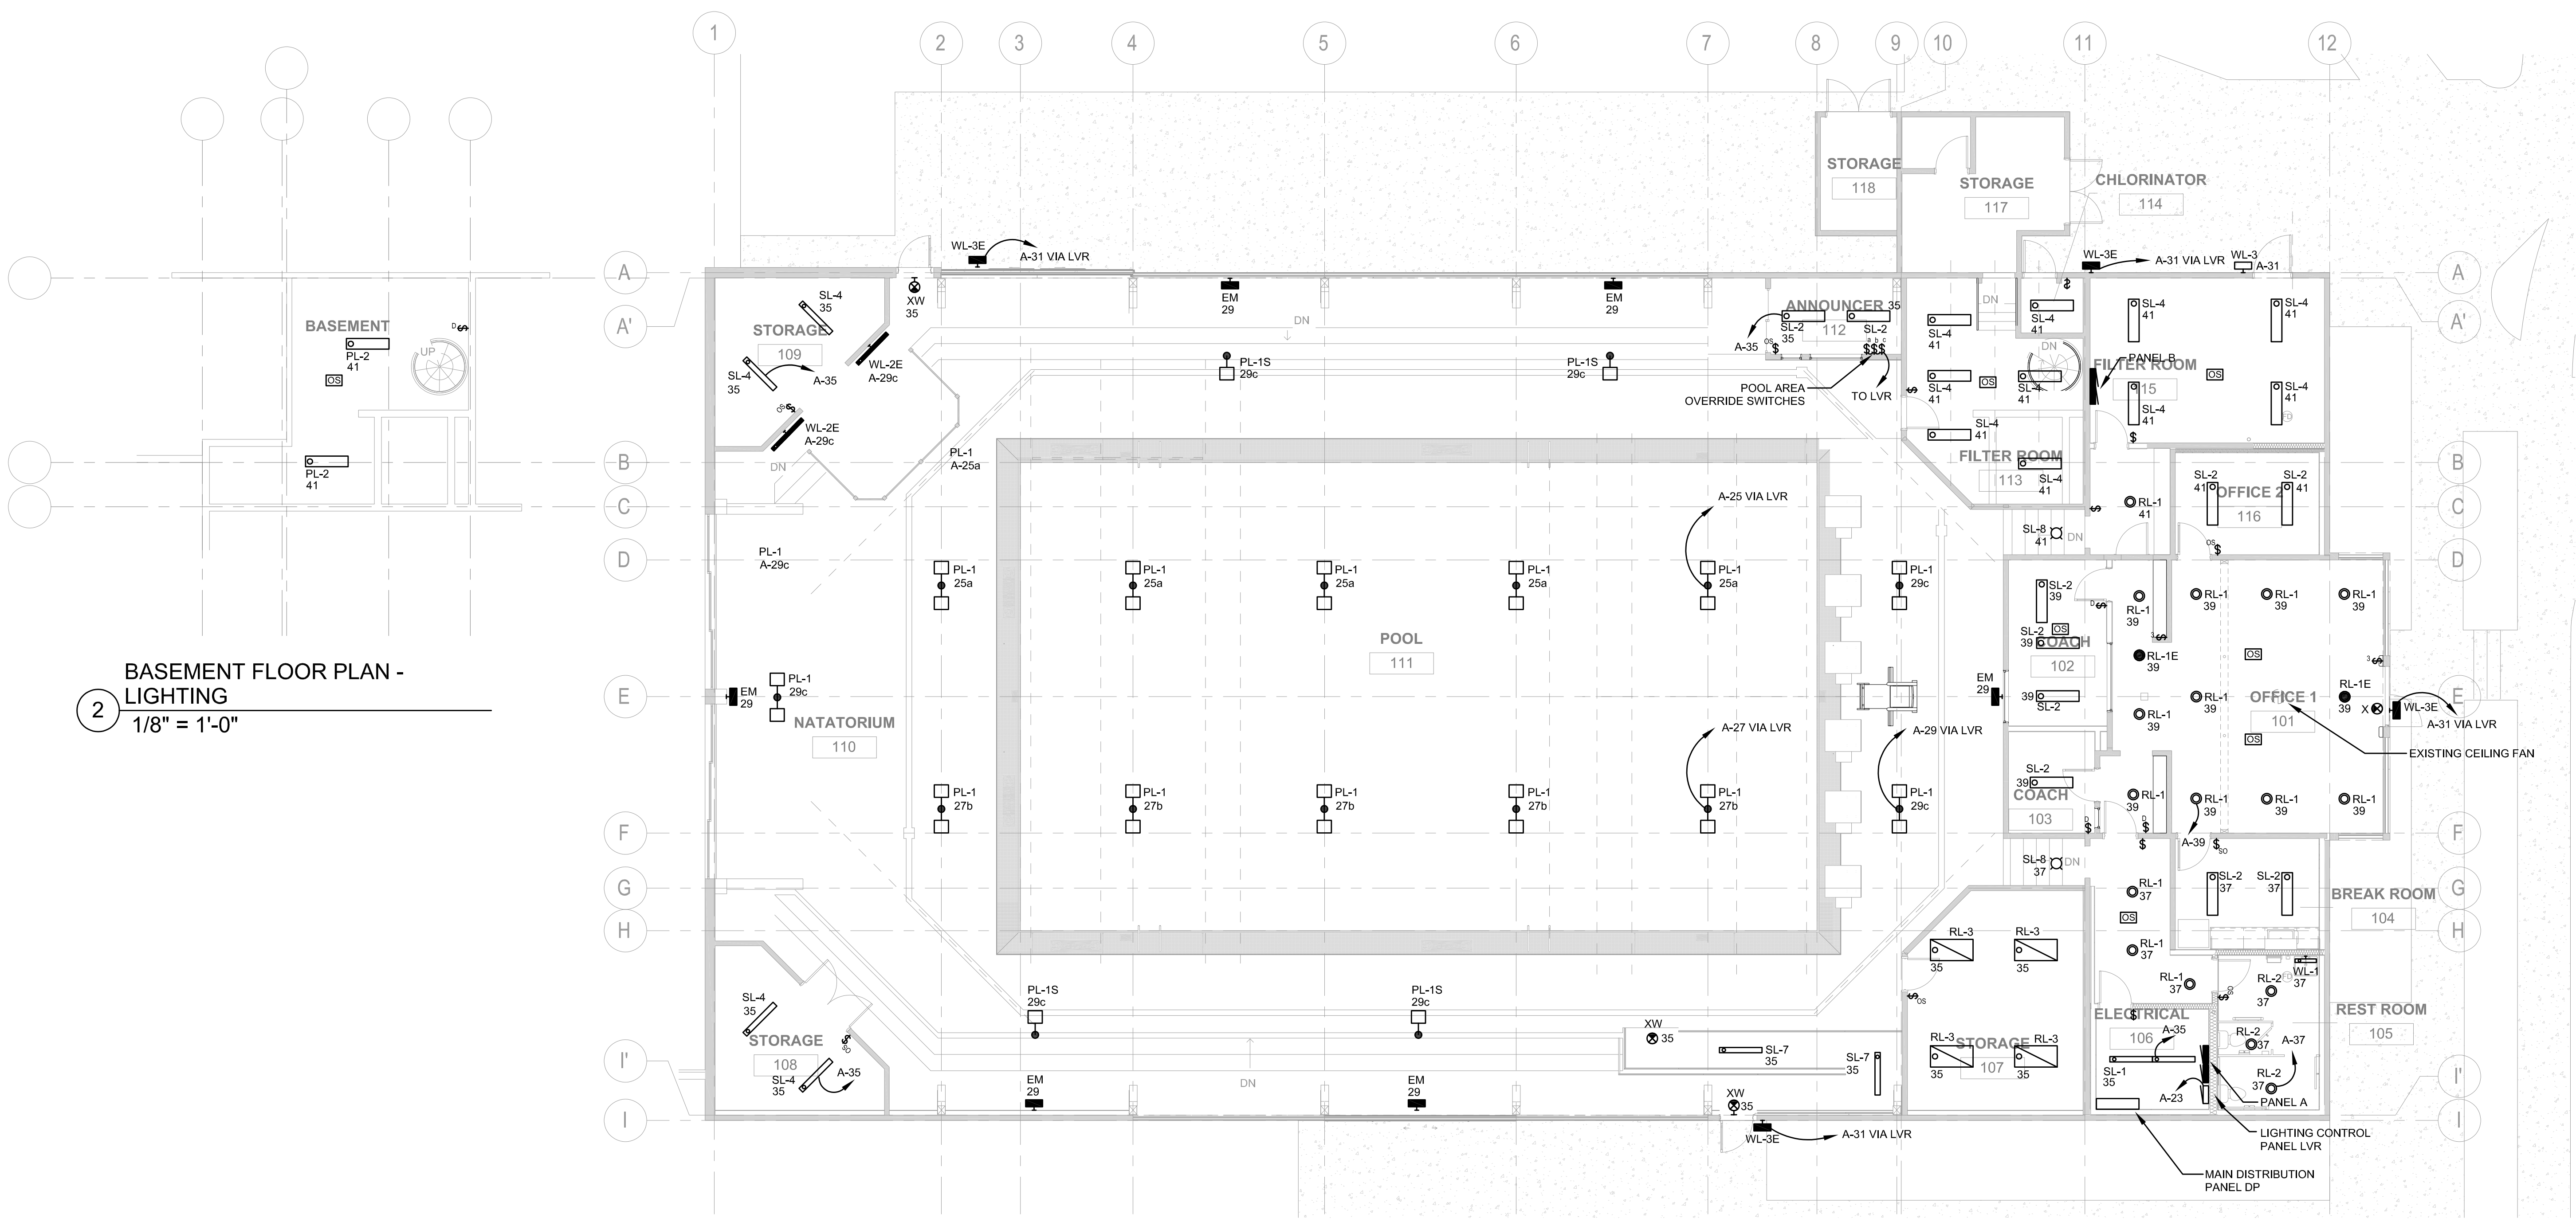 1
2
3
4
5
6
7
8
9
10
11
12
BASEMENT
PL-2
41
OS
UP
D
$
PL-2
41
2
BASEMENT FLOOR PLAN -
LIGHTING
1/8" = 1'-0"
A
A'
B
C
D
E
F
G
H
I'
I
A
A'
B
C
D
E
F
G
H
I'
I
WL-3E
A-31 VIA LVR
XW
35
SL-4
35
STORAGE
109
SL-4
35
A-35
OS
$
WL-2E
A-29c
WL-2E
A-29c
DN
PL-1
A-25a
PL-1
A-29c
EM
29
EM
29
DN
PL-1S
29c
PL-1S
29c
STORAGE
118
STORAGE
117
CHLORINATOR
114
ANNOUNCER
112
35
SL-2
35
SL-2
A-35
OS
$
a b c
$$$
POOL AREA
OVERRIDE SWITCHES
TO LVR
WL-3E
A-31 VIA LVR
WL-3
A-31
DN
SL-4
41
SL-4
41
$
SL-4
41
OS
SL-4
41
DN
PANEL B
FILTER ROOM
115
SL-4
41
SL-4
41
SL-4
41
SL-4
41
OS
FD
$
SL-4
41
SL-4
41
FILTER ROOM
113
$
RL-1
41
SL-2
41
SL-2
41
OFFICE 2
116
OS
$
SL-8
41
DN
$
A-25 VIA LVR
PL-1
25a
PL-1
25a
PL-1
25a
PL-1
25a
PL-1
25a
PL-1
29c
POOL
111
EM
29
PL-1
29c
NATATORIUM
110
A-27 VIA LVR
A-29 VIA LVR
PL-1
27b
PL-1
27b
PL-1
27b
PL-1
27b
PL-1
27b
PL-1
29c
EM
29
SL-2
39
SL-2
39
OS
COACH
102
39
SL-2
D
$
RL-1
39
3
$
RL-1E
39
RL-1
39
RL-1
39
RL-1
39
RL-1
39
OS
3
$
RL-1
39
OFFICE 1
101
RL-1E
39
X
WL-3E
A-31 VIA LVR
OS
EXISTING CEILING FAN
SL-2
39
COACH
103
RL-1
39
RL-1
39
RL-1
39
RL-1
39
A-39
D
$
D
$
$
$
SO
SL-8
37
DN
RL-1
37
OS
RL-1
37
SL-2
37
SL-2
37
BREAK ROOM
104
RL-1
37
WL-1
37
RL-2
37
SO
$
REST ROOM
105
RL-2
37
A-37
RL-2
37
$
ELECTRICAL
106
A-35
SL-1
35
A-23
PANEL A
LIGHTING CONTROL
PANEL LVR
MAIN DISTRIBUTION
PANEL DP
RL-3
35
RL-3
35
$
OS
RL-3
35
RL-3
35
STORAGE
107
SL-4
35
STORAGE
108
SL-4
35
A-35
$
SO
PL-1S
29c
PL-1S
29c
EM
29
EM
29
DN
XW
35
SL-7
35
SL-7
35
XW
35
WL-3E
A-31 VIA LVR